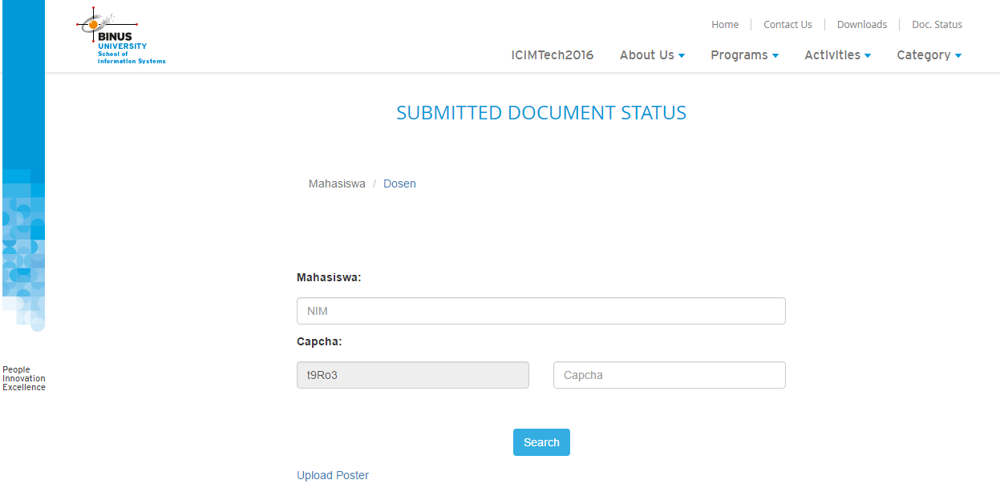 BINUS
UNIVERSITY
School of
Information Systems
Home
Contact Us
Downloads
Doc. Status
ICIMTech2016
About Us
Programs
Activities
Category
SUBMITTED DOCUMENT STATUS
Mahasiswa / Dosen
Mahasiswa:
NIM
Capcha:
t9Ro3
Capcha
People
Innovation
Excellence
Search
Upload Poster